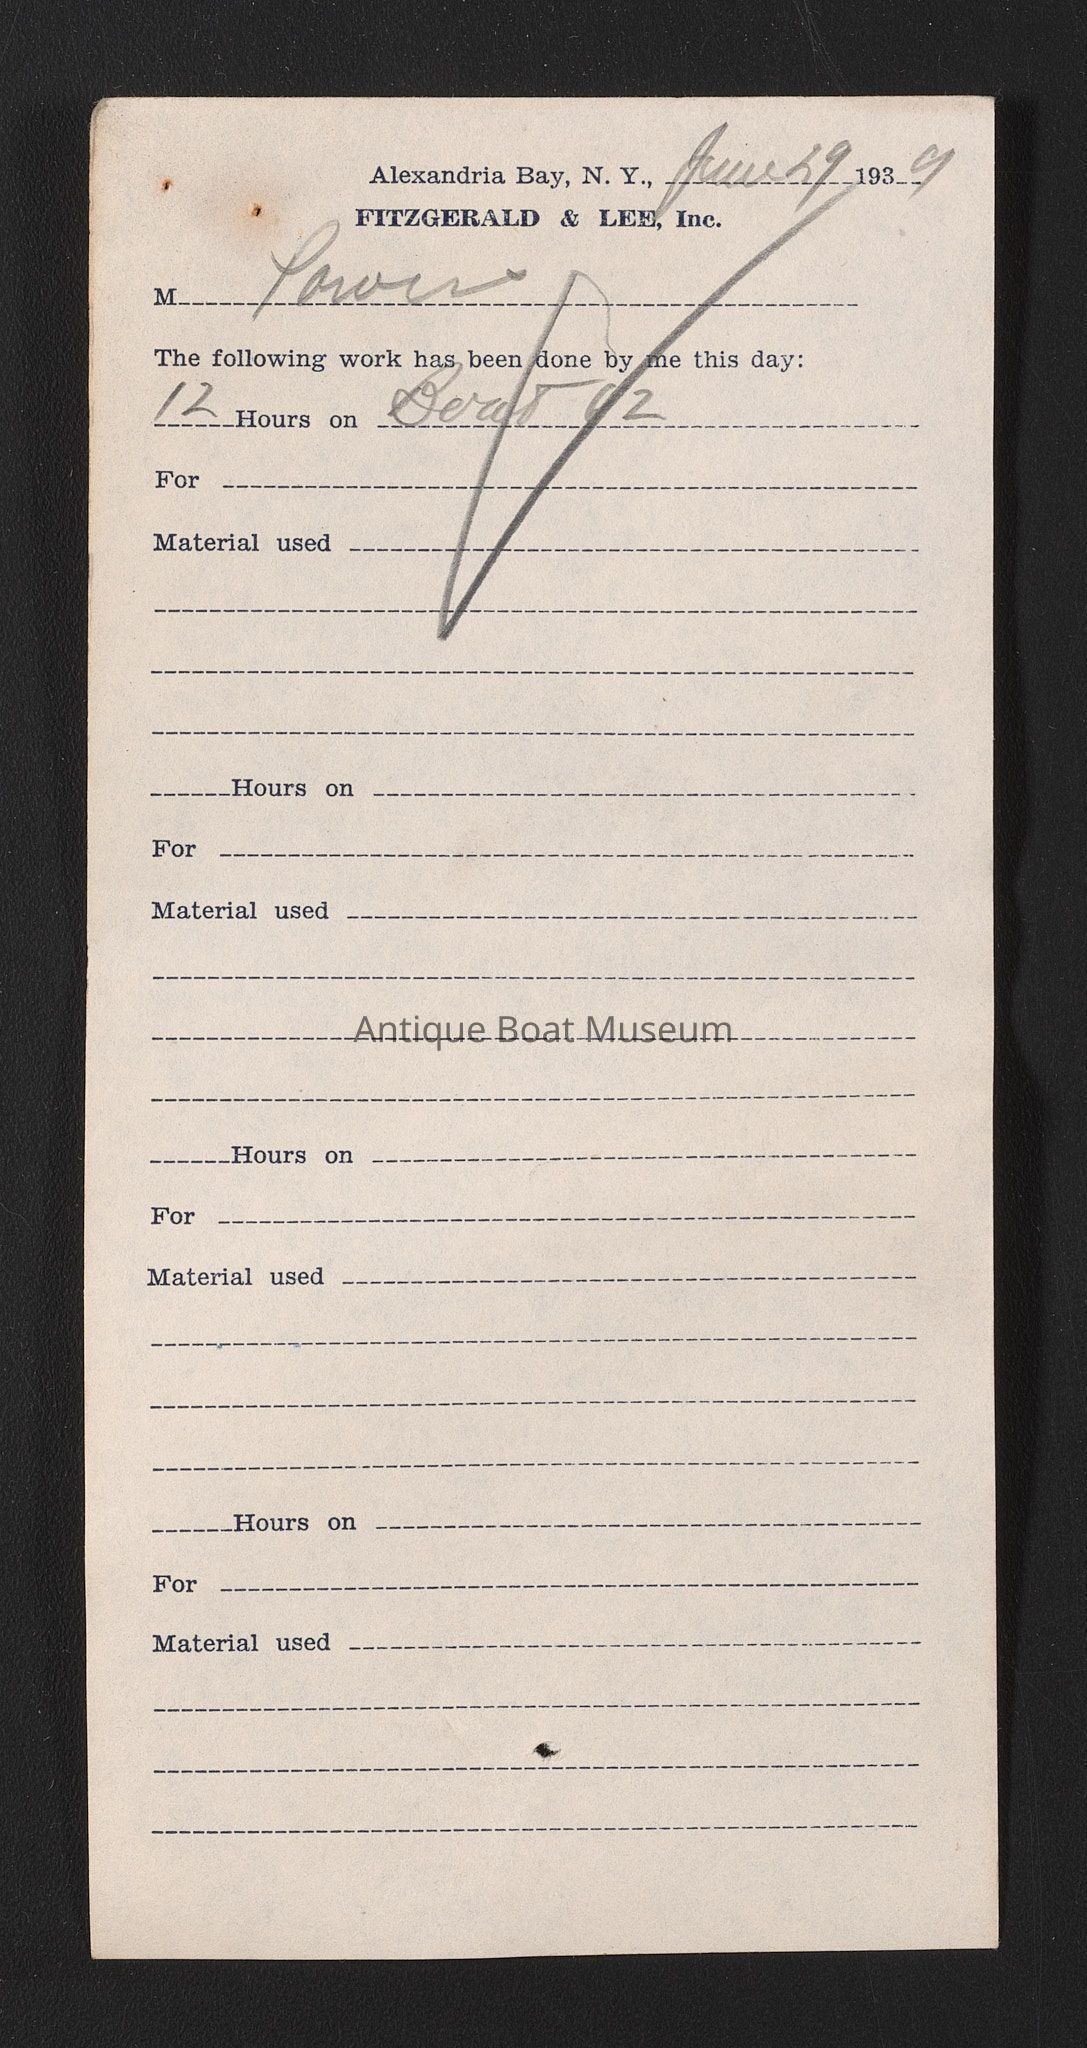 Alexandria Bay, N. Y., June 29 1939
FITZGERALD & LEE, Inc.
M
The following work has been done by me this day:
12 Hours on Boat
For
Material used
Hours on
For
Material used
Antique Boat Museum
Hours on
For
Material used
Hours on
For
Material used